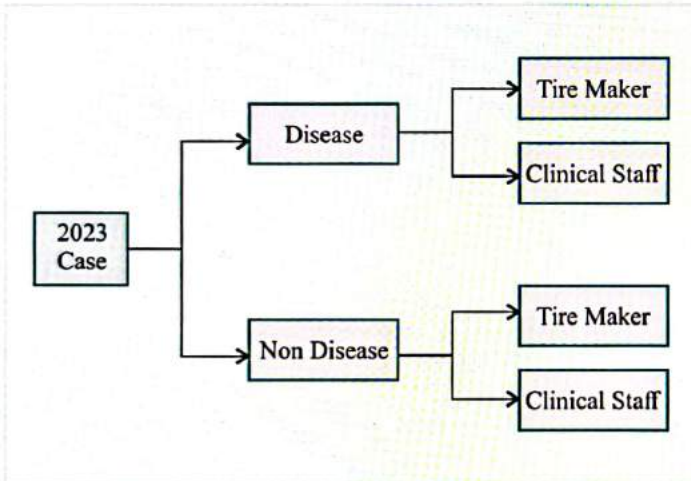 2023
Case
Disease
Tire Maker
Clinical Staff
Non Disease
Tire Maker
Clinical Staff